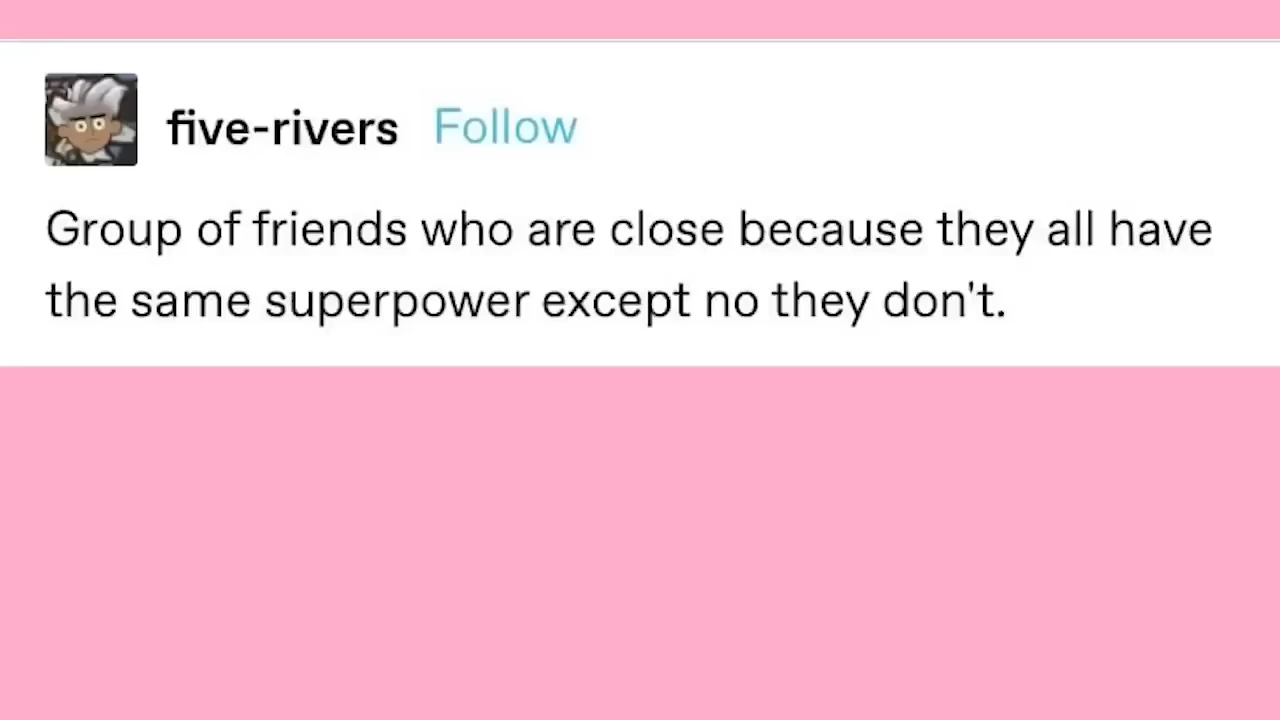 five-rivers Follow
Group of friends who are close because they all have
the same superpower except no they don't.